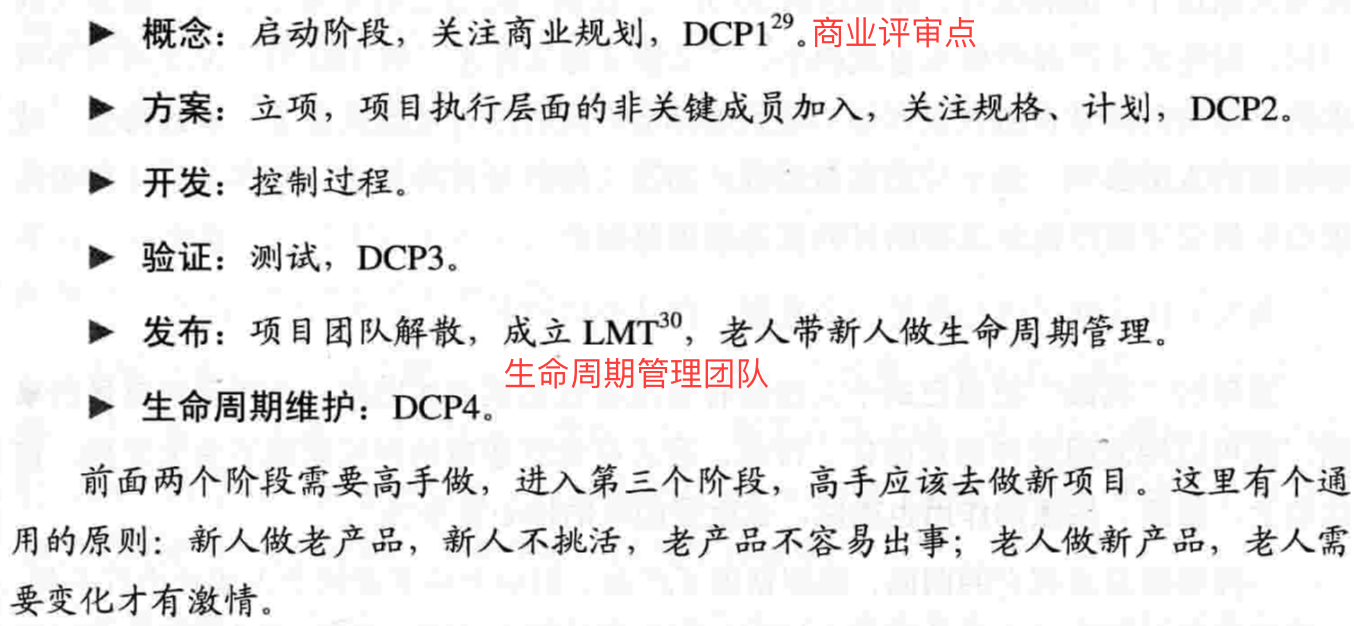 ▶ 概念：启动阶段，关注商业规划，DCP1²⁹。商业评审点
▶ 方案：立项，项目执行层面的非关键成员加入，关注规格、计划，DCP2。
▶ 开发：控制过程。
▶ 验证：测试，DCP3。
▶ 发布：项目团队解散，成立 LMT³⁰，老人带新人做生命周期管理。
生命周期管理团队
▶ 生命周期维护：DCP4。
前面两个阶段需要高手做，进入第三个阶段，高手应该去做新项目。这里有个通
用的原则：新人做老产品，新人不挑活，老产品不容易出事；老人做新产品，老人需
要变化才有激情。